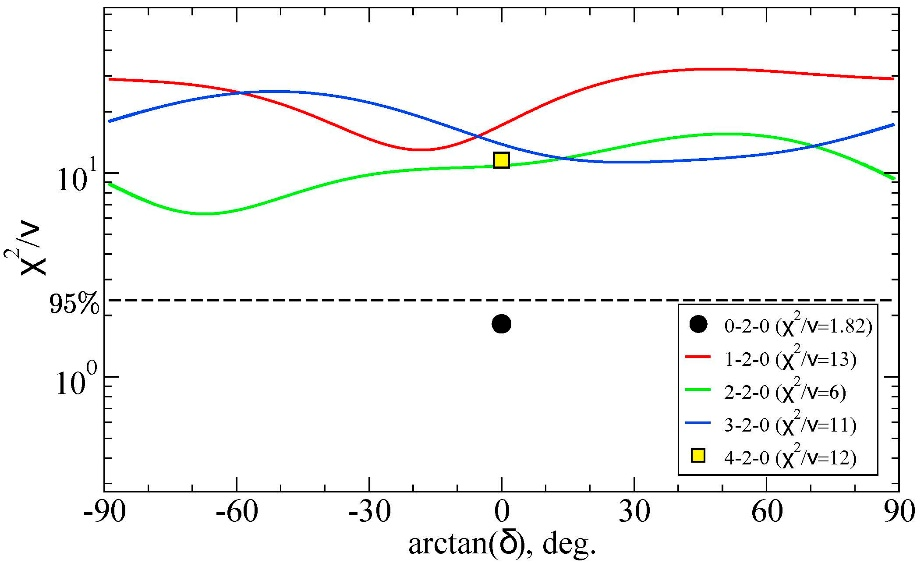 χ²/ν
10¹
95%
10⁰
0-2-0 (χ²/ν=1.82)
1-2-0 (χ²/ν=13)
2-2-0 (χ²/ν=6)
3-2-0 (χ²/ν=11)
4-2-0 (χ²/ν=12)
-90 -60 -30 0 30 60 90
arctan(δ), deg.